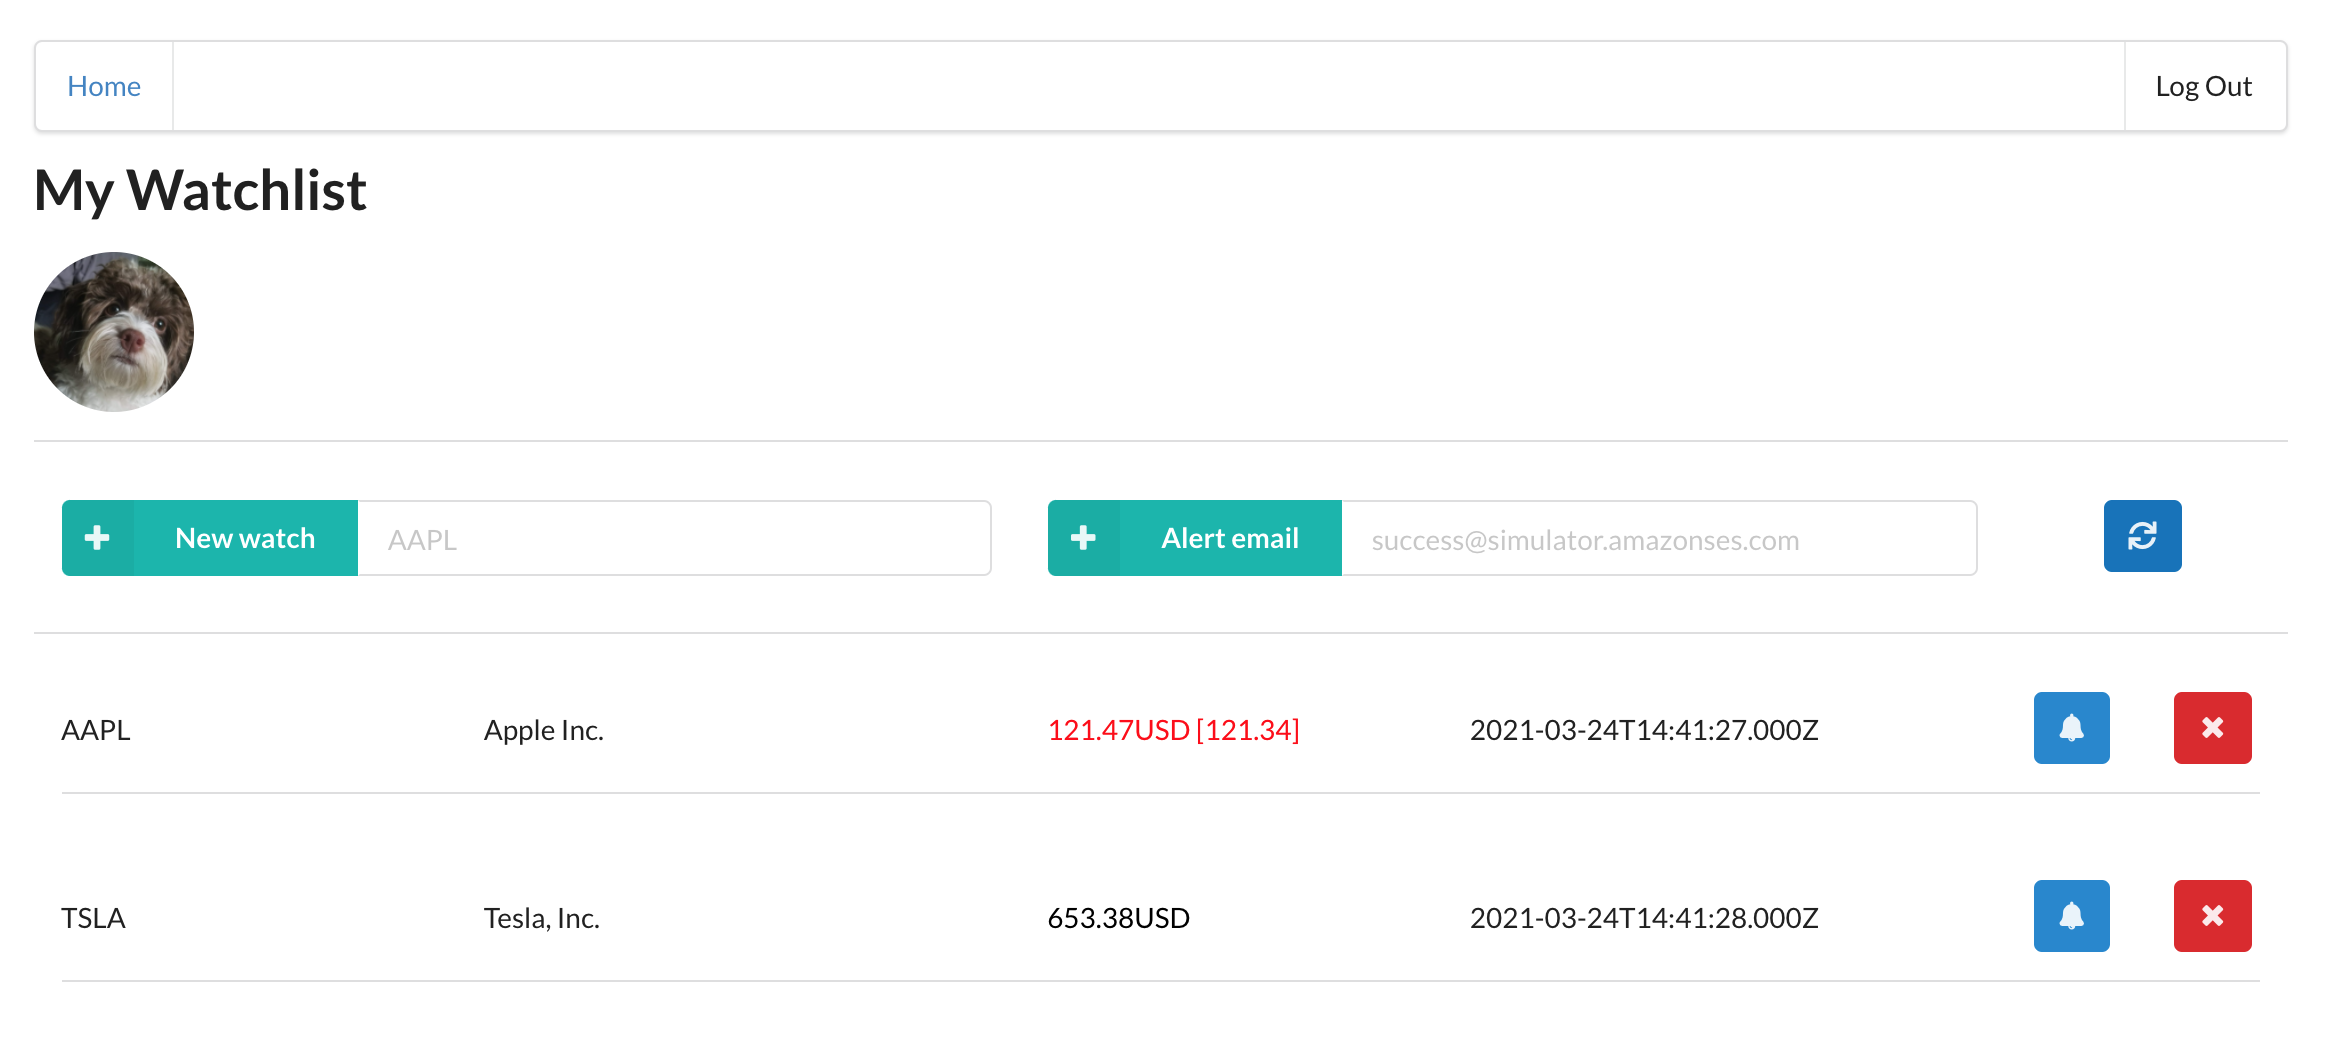 Home Log Out
My Watchlist
New watch AAPL Alert email success@simulator.amazonses.com
AAPL Apple Inc. 121.47USD [121.34] 2021-03-24T14:41:27.000Z
TSLA Tesla, Inc. 653.38USD 2021-03-24T14:41:28.000Z